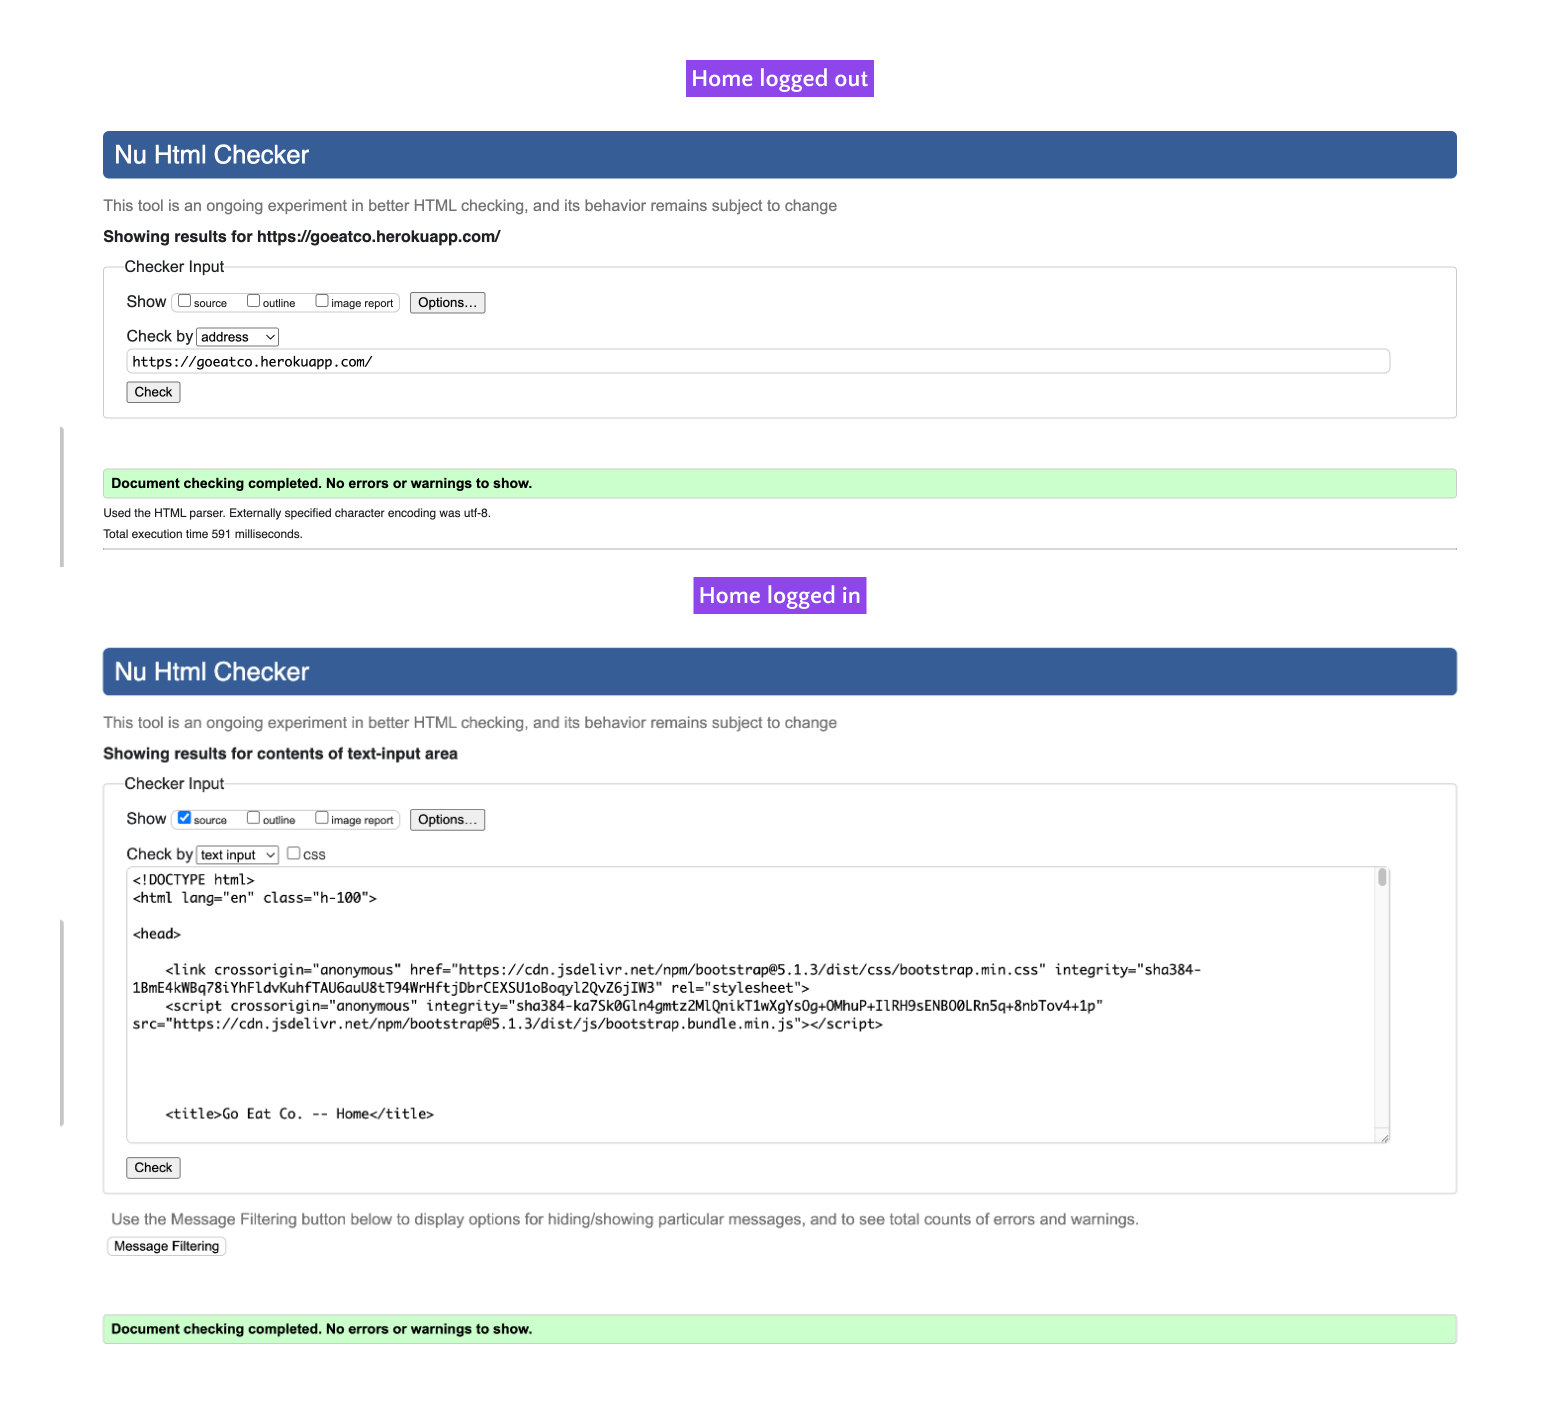 Home logged out
Nu Html Checker
This tool is an ongoing experiment in better HTML checking, and its behavior remains subject to change
Showing results for https://goeatco.herokuapp.com/
Checker Input
Show source outline image report Options...
Check by address
https://goeatco.herokuapp.com/
Check
Document checking completed. No errors or warnings to show.
Used the HTML parser. Externally specified character encoding was utf-8.
Total execution time 591 milliseconds.
Home logged in
Nu Html Checker
This tool is an ongoing experiment in better HTML checking, and its behavior remains subject to change
Showing results for contents of text-input area
Checker Input
Show source outline image report Options...
Check by text input css
<!DOCTYPE html>
<html lang="en" class="h-100">
<head>
<link crossorigin="anonymous" href="https://cdn.jsdelivr.net/npm/bootstrap@5.1.3/dist/css/bootstrap.min.css" integrity="sha384-
1BmE4kWBq78iYhFldvKuhfTAU6auU8tT94WrHftjDbrCEXSU1oBoqyl2QvZ6jIW3" rel="stylesheet">
<script crossorigin="anonymous" integrity="sha384-ka7Sk0Gln4gmtz2MlQnikT1wXgYsOg+OMhuP+IlRH9sENBO0LRn5q+8nbTov4+1p"
src="https://cdn.jsdelivr.net/npm/bootstrap@5.1.3/dist/js/bootstrap.bundle.min.js"></script>
<title>Go Eat Co. -- Home</title>
Check
Use the Message Filtering button below to display options for hiding/showing particular messages, and to see total counts of errors and warnings.
Message Filtering
Document checking completed. No errors or warnings to show.